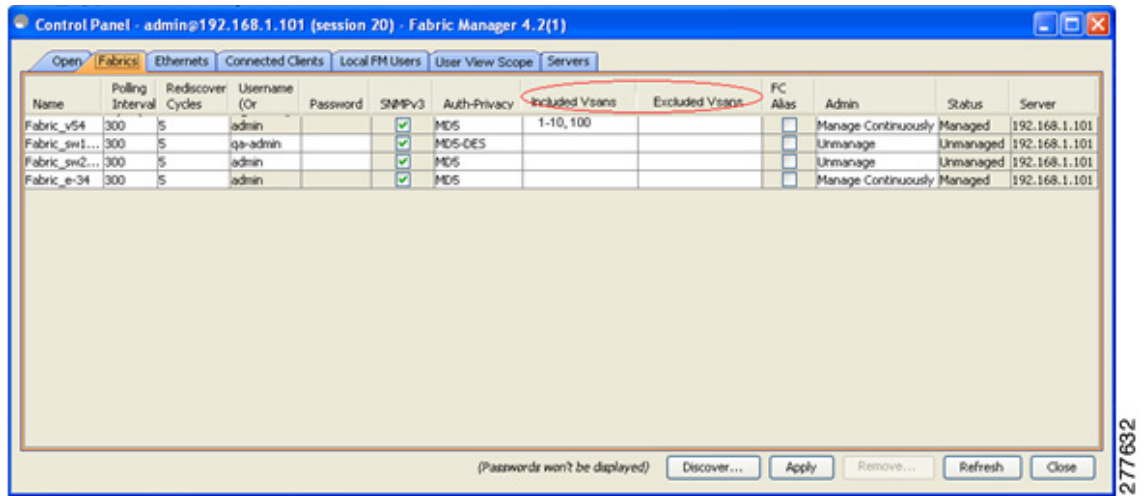 Control Panel - admin@192.168.1.101 (session 20) - Fabric Manager 4.2(1)
Open Fabrics Ethernets Connected Clients Local FM Users User View Scope Servers
Name Polling Interval Rediscover Cycles Username (Or Password SNMPv3 Auth-Privacy Included Vsans Excluded Vsans FC Alias Admin Status Server
Fabric_v54 300 5 admin MD5 1-10, 100 Manage Continuously Managed 192.168.1.101
Fabric_sw1... 300 5 qa-admin MD5-DES Unmanage Unmanaged 192.168.1.101
Fabric_sw2... 300 5 admin MD5 Unmanage Unmanaged 192.168.1.101
Fabric_e-34 300 5 admin MD5 Manage Continuously Managed 192.168.1.101
(Passwords won't be displayed) Discover... Apply Remove... Refresh Close
277632